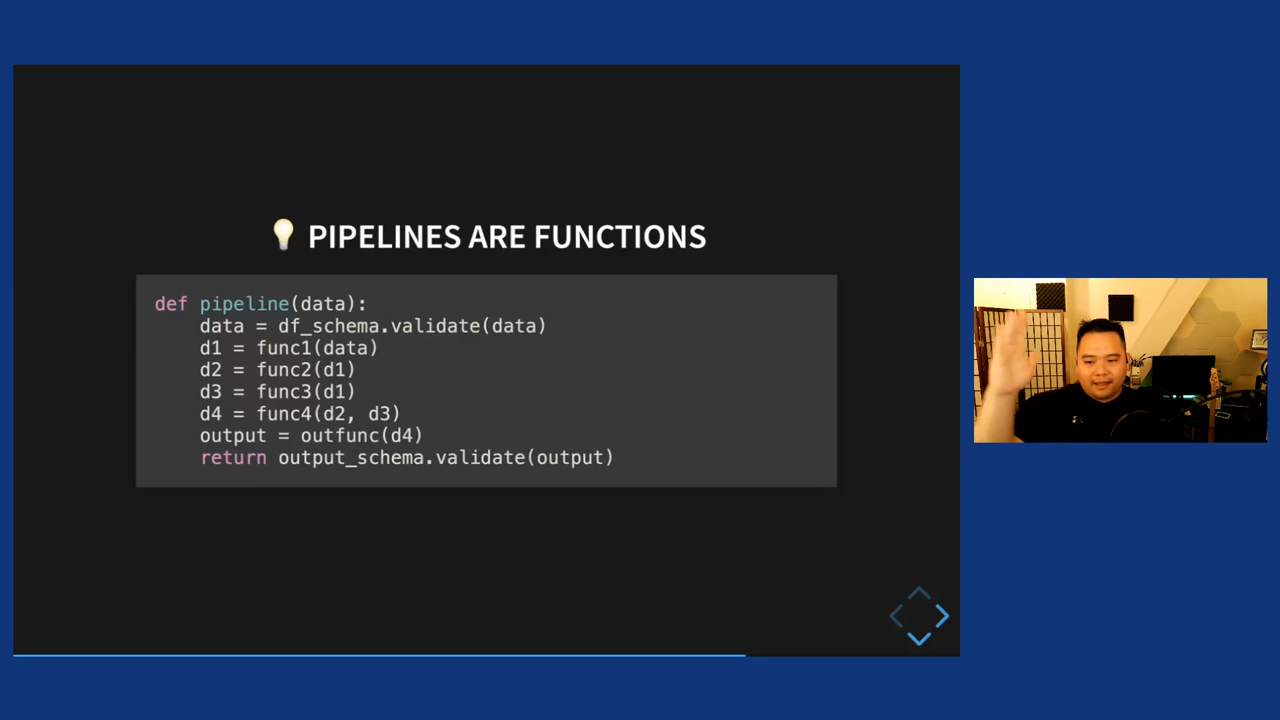 💡 PIPELINES ARE FUNCTIONS
def pipeline(data):
    data = df_schema.validate(data)
    d1 = func1(data)
    d2 = func2(d1)
    d3 = func3(d1)
    d4 = func4(d2, d3)
    output = outfunc(d4)
    return output_schema.validate(output)